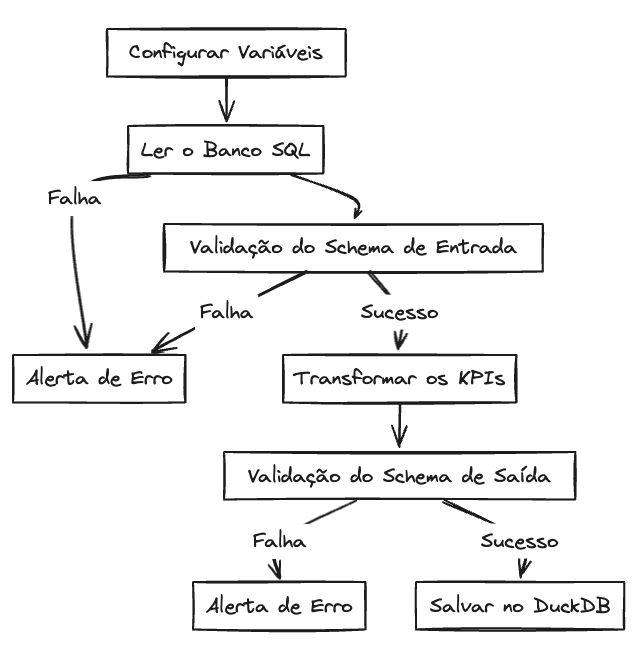 Configurar Variáveis
Ler o Banco SQL
Falha
Validação do Schema de Entrada
Falha
Sucesso
Alerta de Erro
Transformar os KPIs
Validação do Schema de Saída
Falha
Sucesso
Alerta de Erro
Salvar no DuckDB